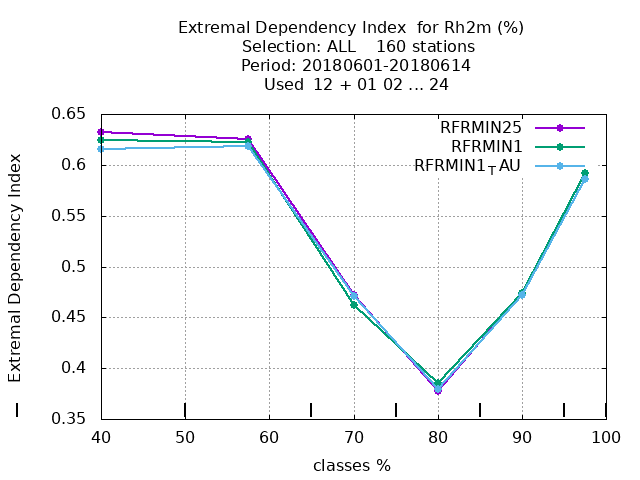 Extremal Dependency Index  for Rh2m (%)
Selection: ALL    160 stations
Period: 20180601-20180614
Used  12 + 01 02 ... 24
Extremal Dependency Index
0.65
0.6
0.55
0.5
0.45
0.4
0.35
RFRMIN25
RFRMIN1
RFRMIN1TAU
40 50 60 70 80 90 100
classes %